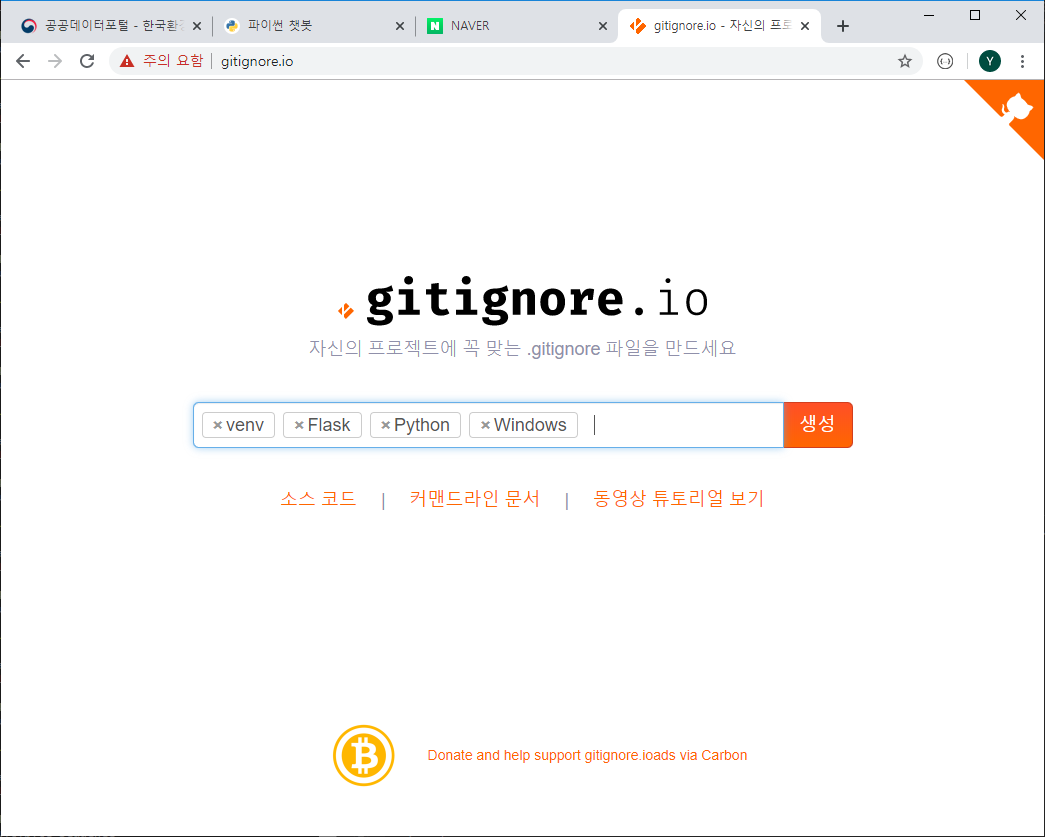 공공데이터포털 - 한국환경
파이썬 챗봇
NAVER
gitignore.io - 자신의 프로
주의 요함 | gitignore.io
Y
gitignore.io
자신의 프로젝트에 꼭 맞는 .gitignore 파일을 만드세요
×venv ×Flask ×Python ×Windows 생성
소스 코드 | 커맨드라인 문서 | 동영상 튜토리얼 보기
Donate and help support gitignore.ioads via Carbon